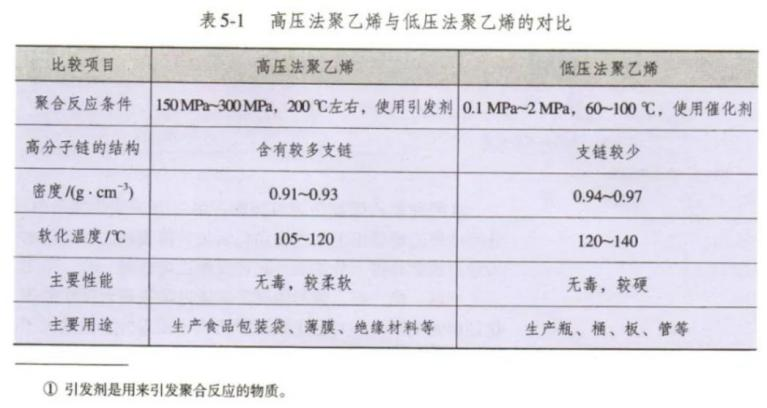 表5-1 高压法聚乙烯与低压法聚乙烯的对比
比较项目 高压法聚乙烯 低压法聚乙烯
聚合反应条件 150 MPa~300 MPa，200 ℃左右，使用引发剂 0.1 MPa~2 MPa，60~100 ℃，使用催化剂
高分子链的结构 含有较多支链 支链较少
密度/(g·cm⁻³) 0.91~0.93 0.94~0.97
软化温度/℃ 105~120 120~140
主要性能 无毒，较柔软 无毒，较硬
主要用途 生产食品包装袋、薄膜、绝缘材料等 生产瓶、桶、板、管等
① 引发剂是用来引发聚合反应的物质。